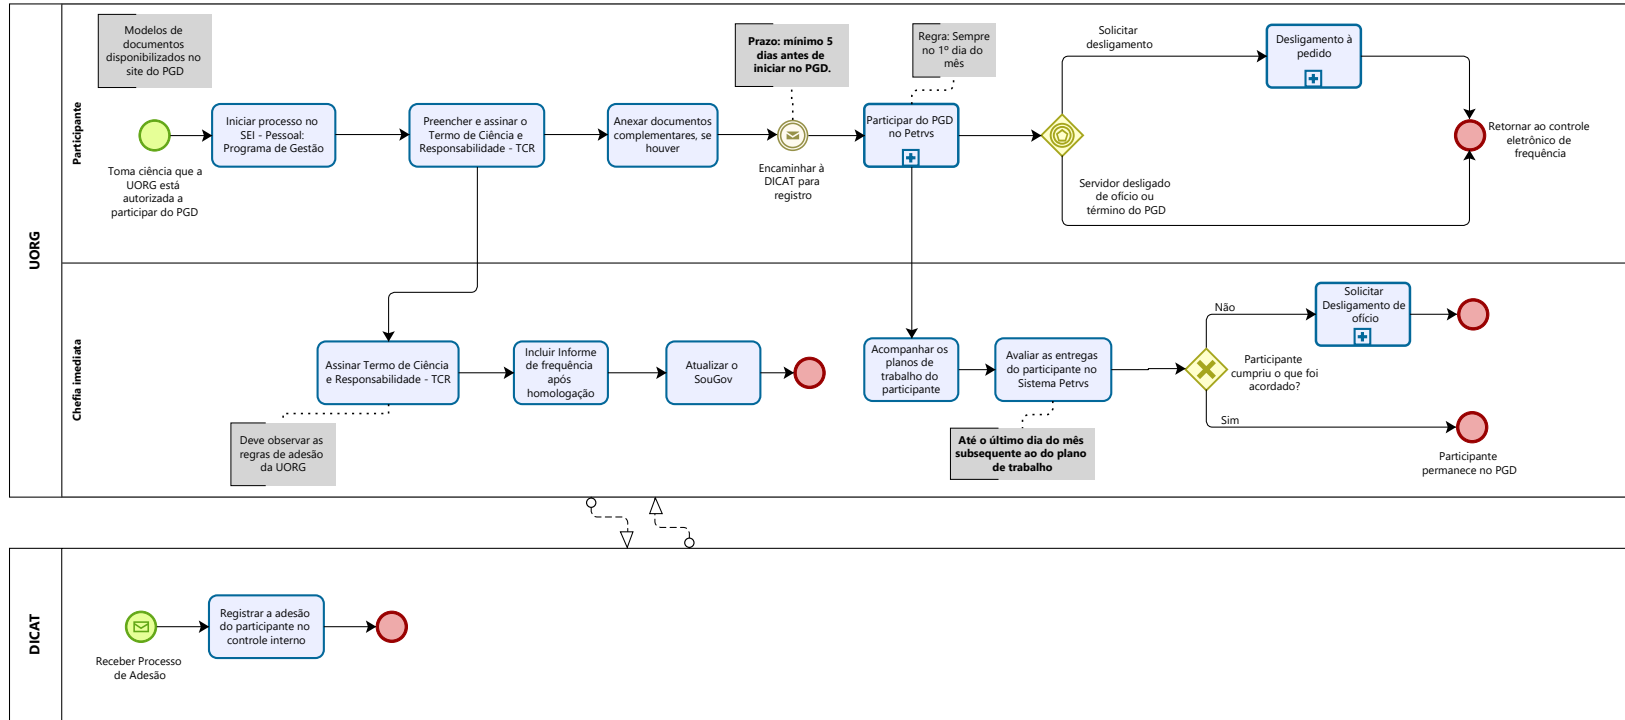 UORG
Participante
Modelos de
documentos
disponibilizados no
site do PGD
Toma ciência que a
UORG está
autorizada a
participar do PGD
Iniciar processo no
SEI - Pessoal:
Programa de Gestão
Preencher e assinar o
Termo de Ciência e
Responsabilidade - TCR
Anexar documentos
complementares, se
houver
Prazo: mínimo 5
dias antes de
iniciar no PGD.
Encaminhar à
DICAT para
registro
Regra: Sempre
no 1º dia do
mês
Participar do PGD
no Petrvs
Solicitar
desligamento
Desligamento à
pedido
Servidor desligado
de ofício ou
término do PGD
Retornar ao controle
eletrônico de
frequência
Chefia imediata
Assinar Termo de Ciência
e Responsabilidade - TCR
Deve observar as
regras de adesão
da UORG
Incluir Informe
de frequência
após
homologação
Atualizar o
SouGov
Acompanhar os
planos de
trabalho do
participante
Avaliar as entregas
do participante no
Sistema Petrvs
Até o último dia do mês
subsequente ao do plano
de trabalho
Participante
cumpriu o que foi
acordado?
Não
Solicitar
Desligamento de
ofício
Sim
Participante
permanece no PGD
DICAT
Receber Processo
de Adesão
Registrar a adesão
do participante no
controle interno